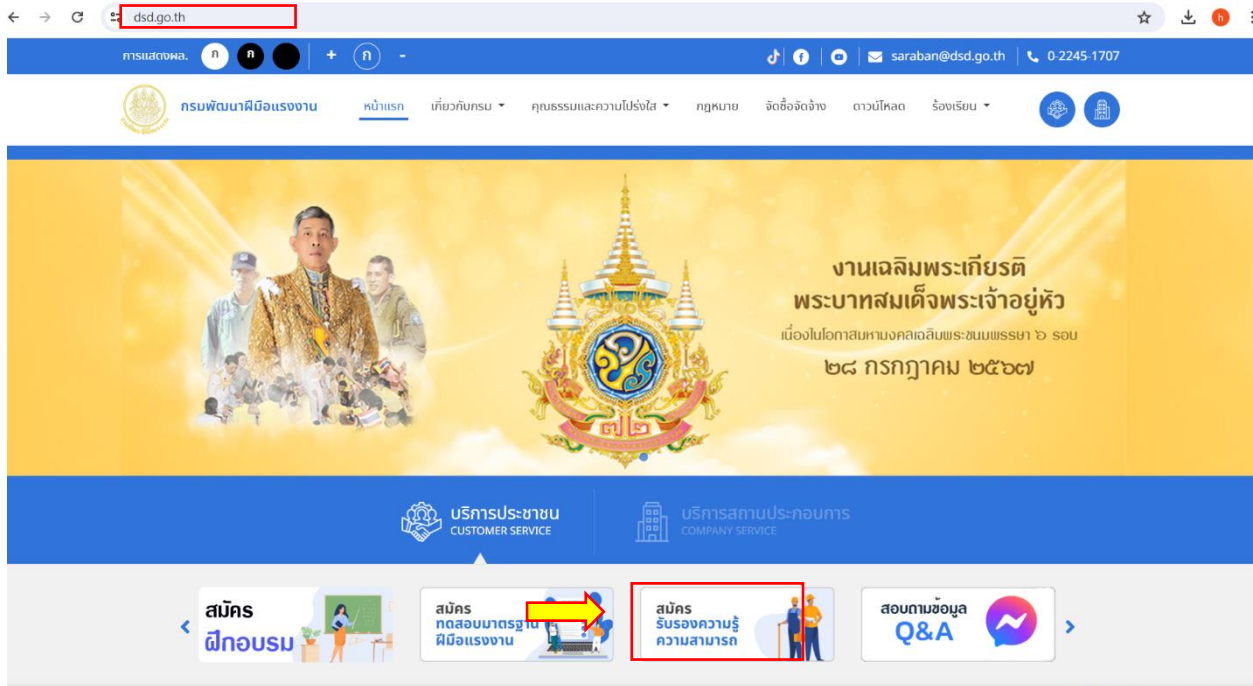 dsd.go.th
h
การแสดงผล. ก ก + ก -
saraban@dsd.go.th
0-2245-1707
กรมพัฒนาฝีมือแรงงาน
หน้าแรก
เกี่ยวกับกรม
คุณธรรมและความโปร่งใส
กฎหมาย
จัดซื้อจัดจ้าง
ดาวน์โหลด
ร้องเรียน
งานเฉลิมพระเกียรติ
พระบาทสมเด็จพระเจ้าอยู่หัว
เนื่องในโอกาสมหามงคลเฉลิมพระชนมพรรษา ๖ รอบ
๒๘ กรกฎาคม ๒๕๖๗
๗๒
บริการประชาชน
CUSTOMER SERVICE
บริการสถานประกอบการ
COMPANY SERVICE
สมัคร
ฝึกอบรม
สมัคร
ทดสอบมาตรฐาน
ฝีมือแรงงาน
สมัคร
รับรองความรู้
ความสามารถ
สอบถามข้อมูล
Q&A